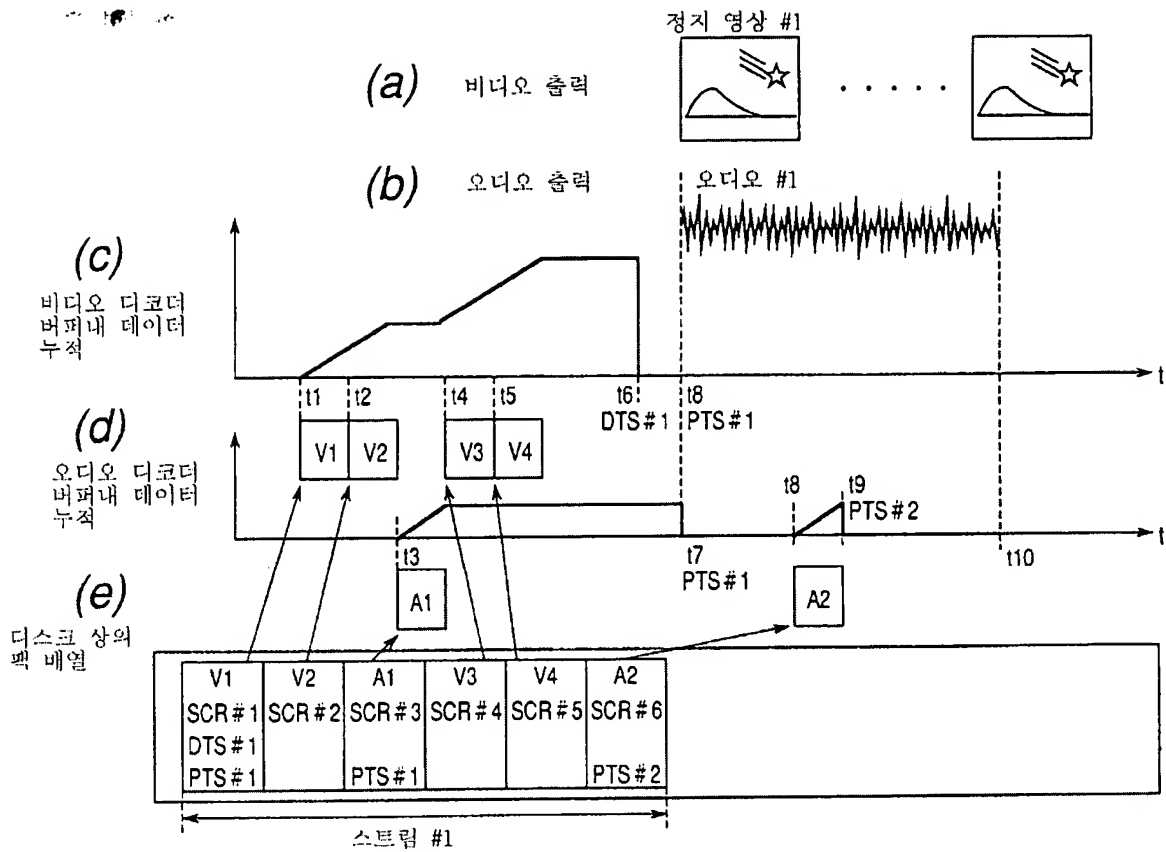 정지 영상 #1
(a) 비디오 출력
(b) 오디오 출력
오디오 #1
(c)
비디오 디코더
버퍼내 데이터
누적
t
t1 t2 t4 t5 t6 t8
DTS#1 PTS#1
V1 V2 V3 V4
(d)
오디오 디코더
버퍼내 데이터
누적
t8 t9
PTS#2
t
t3 t7 t10
PTS#1
A1 A2
(e)
디스크 상의
팩 배열
V1 V2 A1 V3 V4 A2
SCR#1 SCR#2 SCR#3 SCR#4 SCR#5 SCR#6
DTS#1
PTS#1 PTS#1 PTS#2
스트림 #1